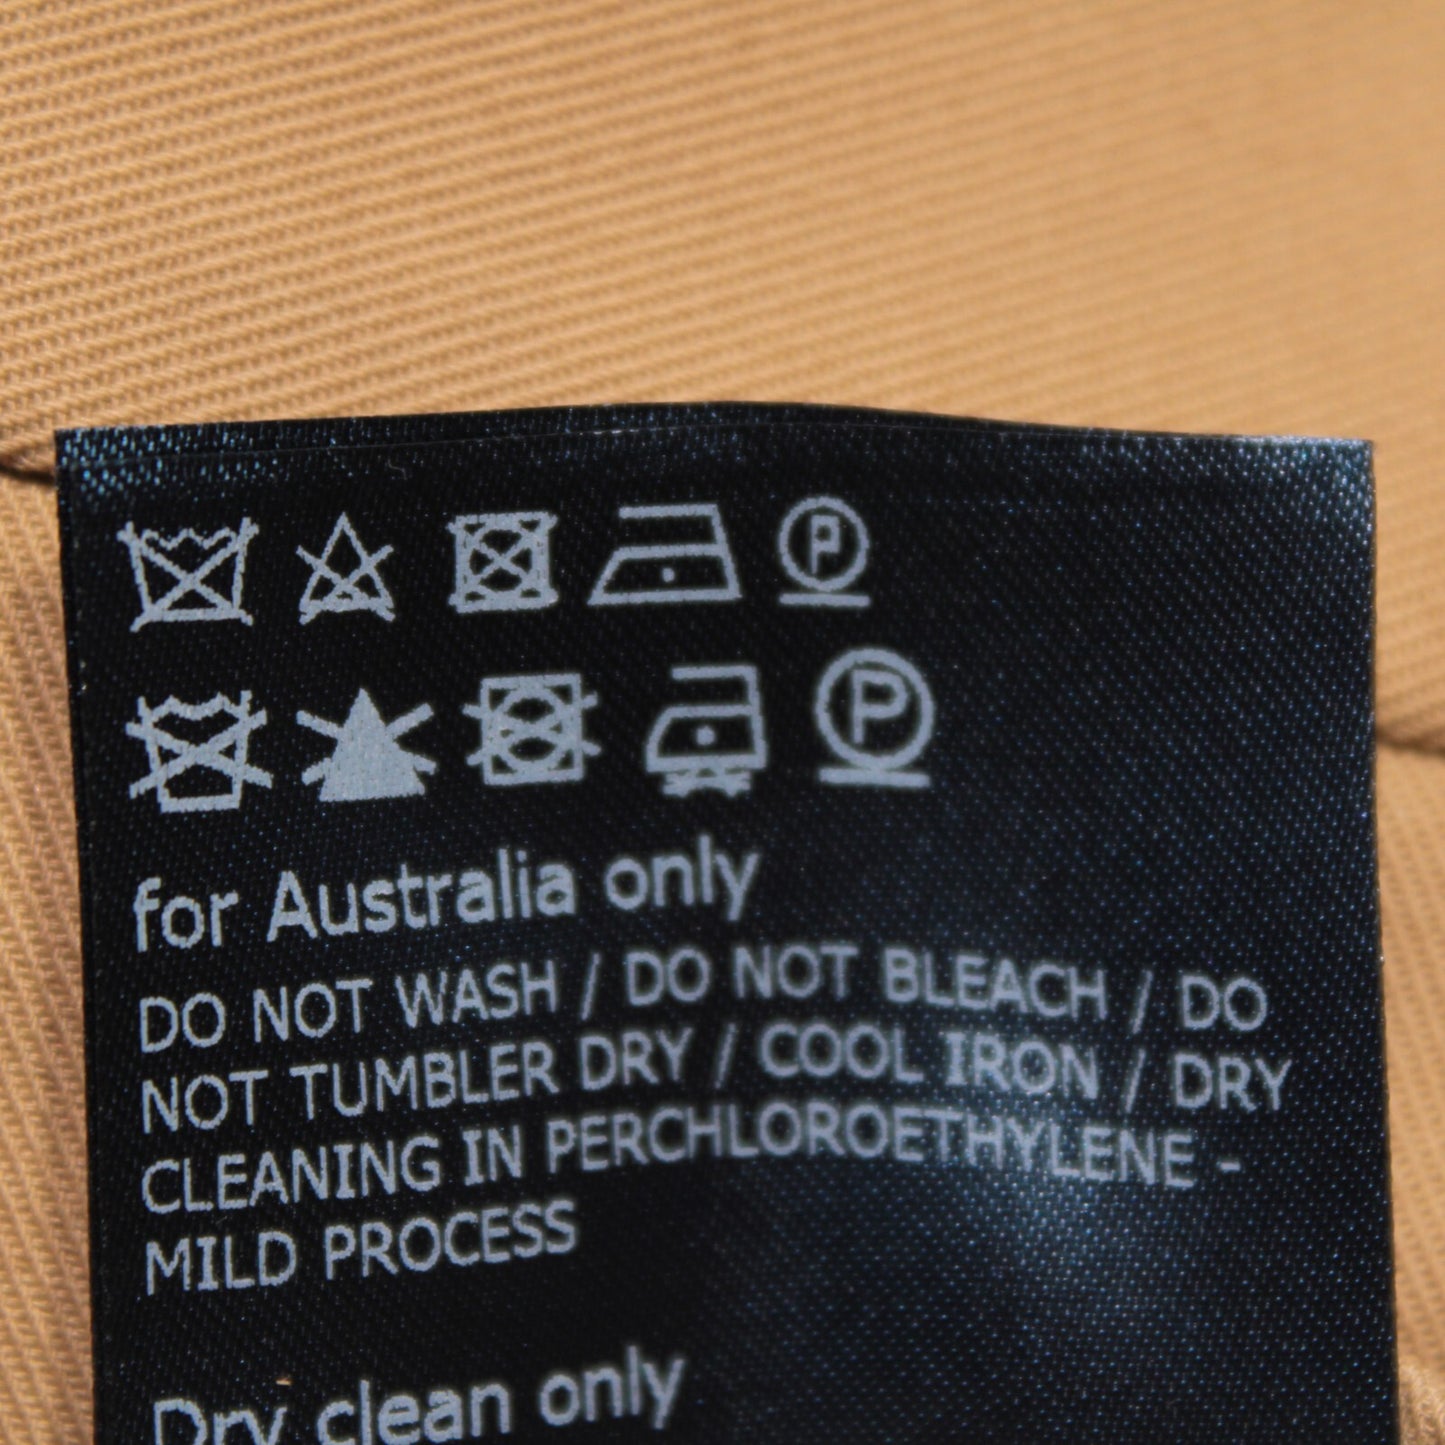 P
P
for Australia only
DO NOT WASH / DO NOT BLEACH / DO
NOT TUMBLER DRY / COOL IRON / DRY
CLEANING IN PERCHLOROETHYLENE -
MILD PROCESS
Dry clean only